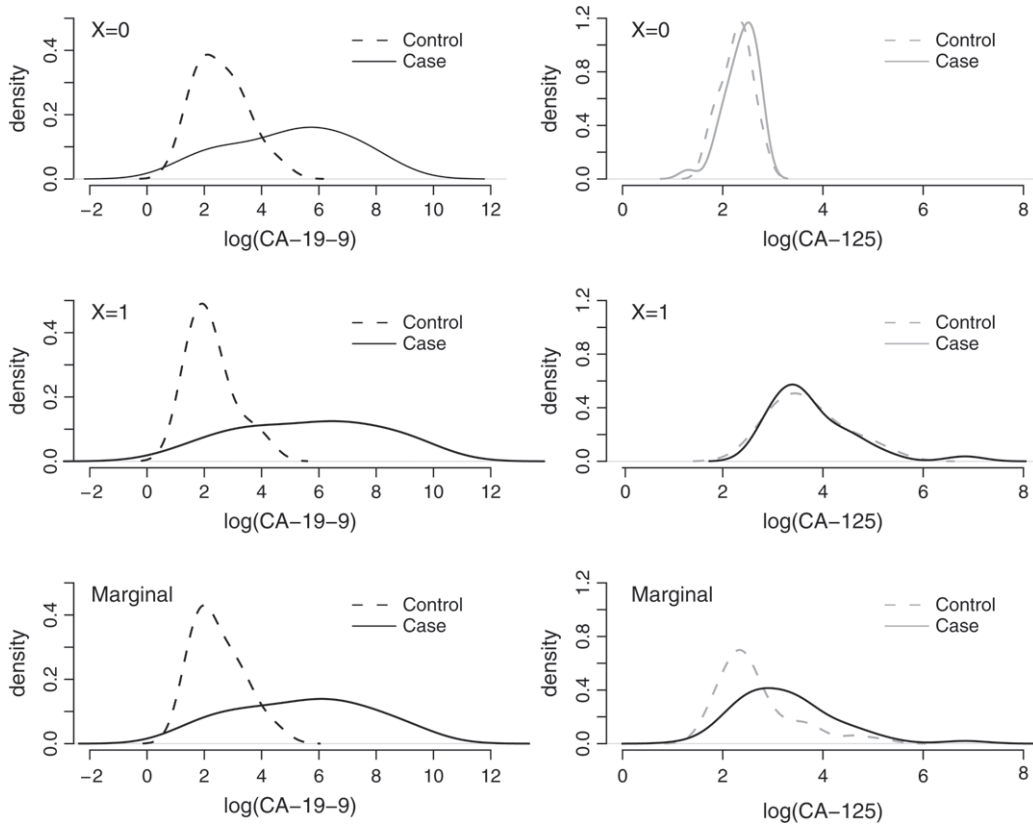 X=0
Control
Case
density
0.0 0.2 0.4
−2 0 2 4 6 8 10 12
log(CA−19−9)
X=0
Control
Case
density
0.0 0.4 0.8 1.2
0 2 4 6 8
log(CA−125)
X=1
Control
Case
density
0.0 0.2 0.4
−2 0 2 4 6 8 10 12
log(CA−19−9)
X=1
Control
Case
density
0.0 0.4 0.8 1.2
0 2 4 6 8
log(CA−125)
Marginal
Control
Case
density
0.0 0.2 0.4
−2 0 2 4 6 8 10 12
log(CA−19−9)
Marginal
Control
Case
density
0.0 0.4 0.8 1.2
0 2 4 6 8
log(CA−125)